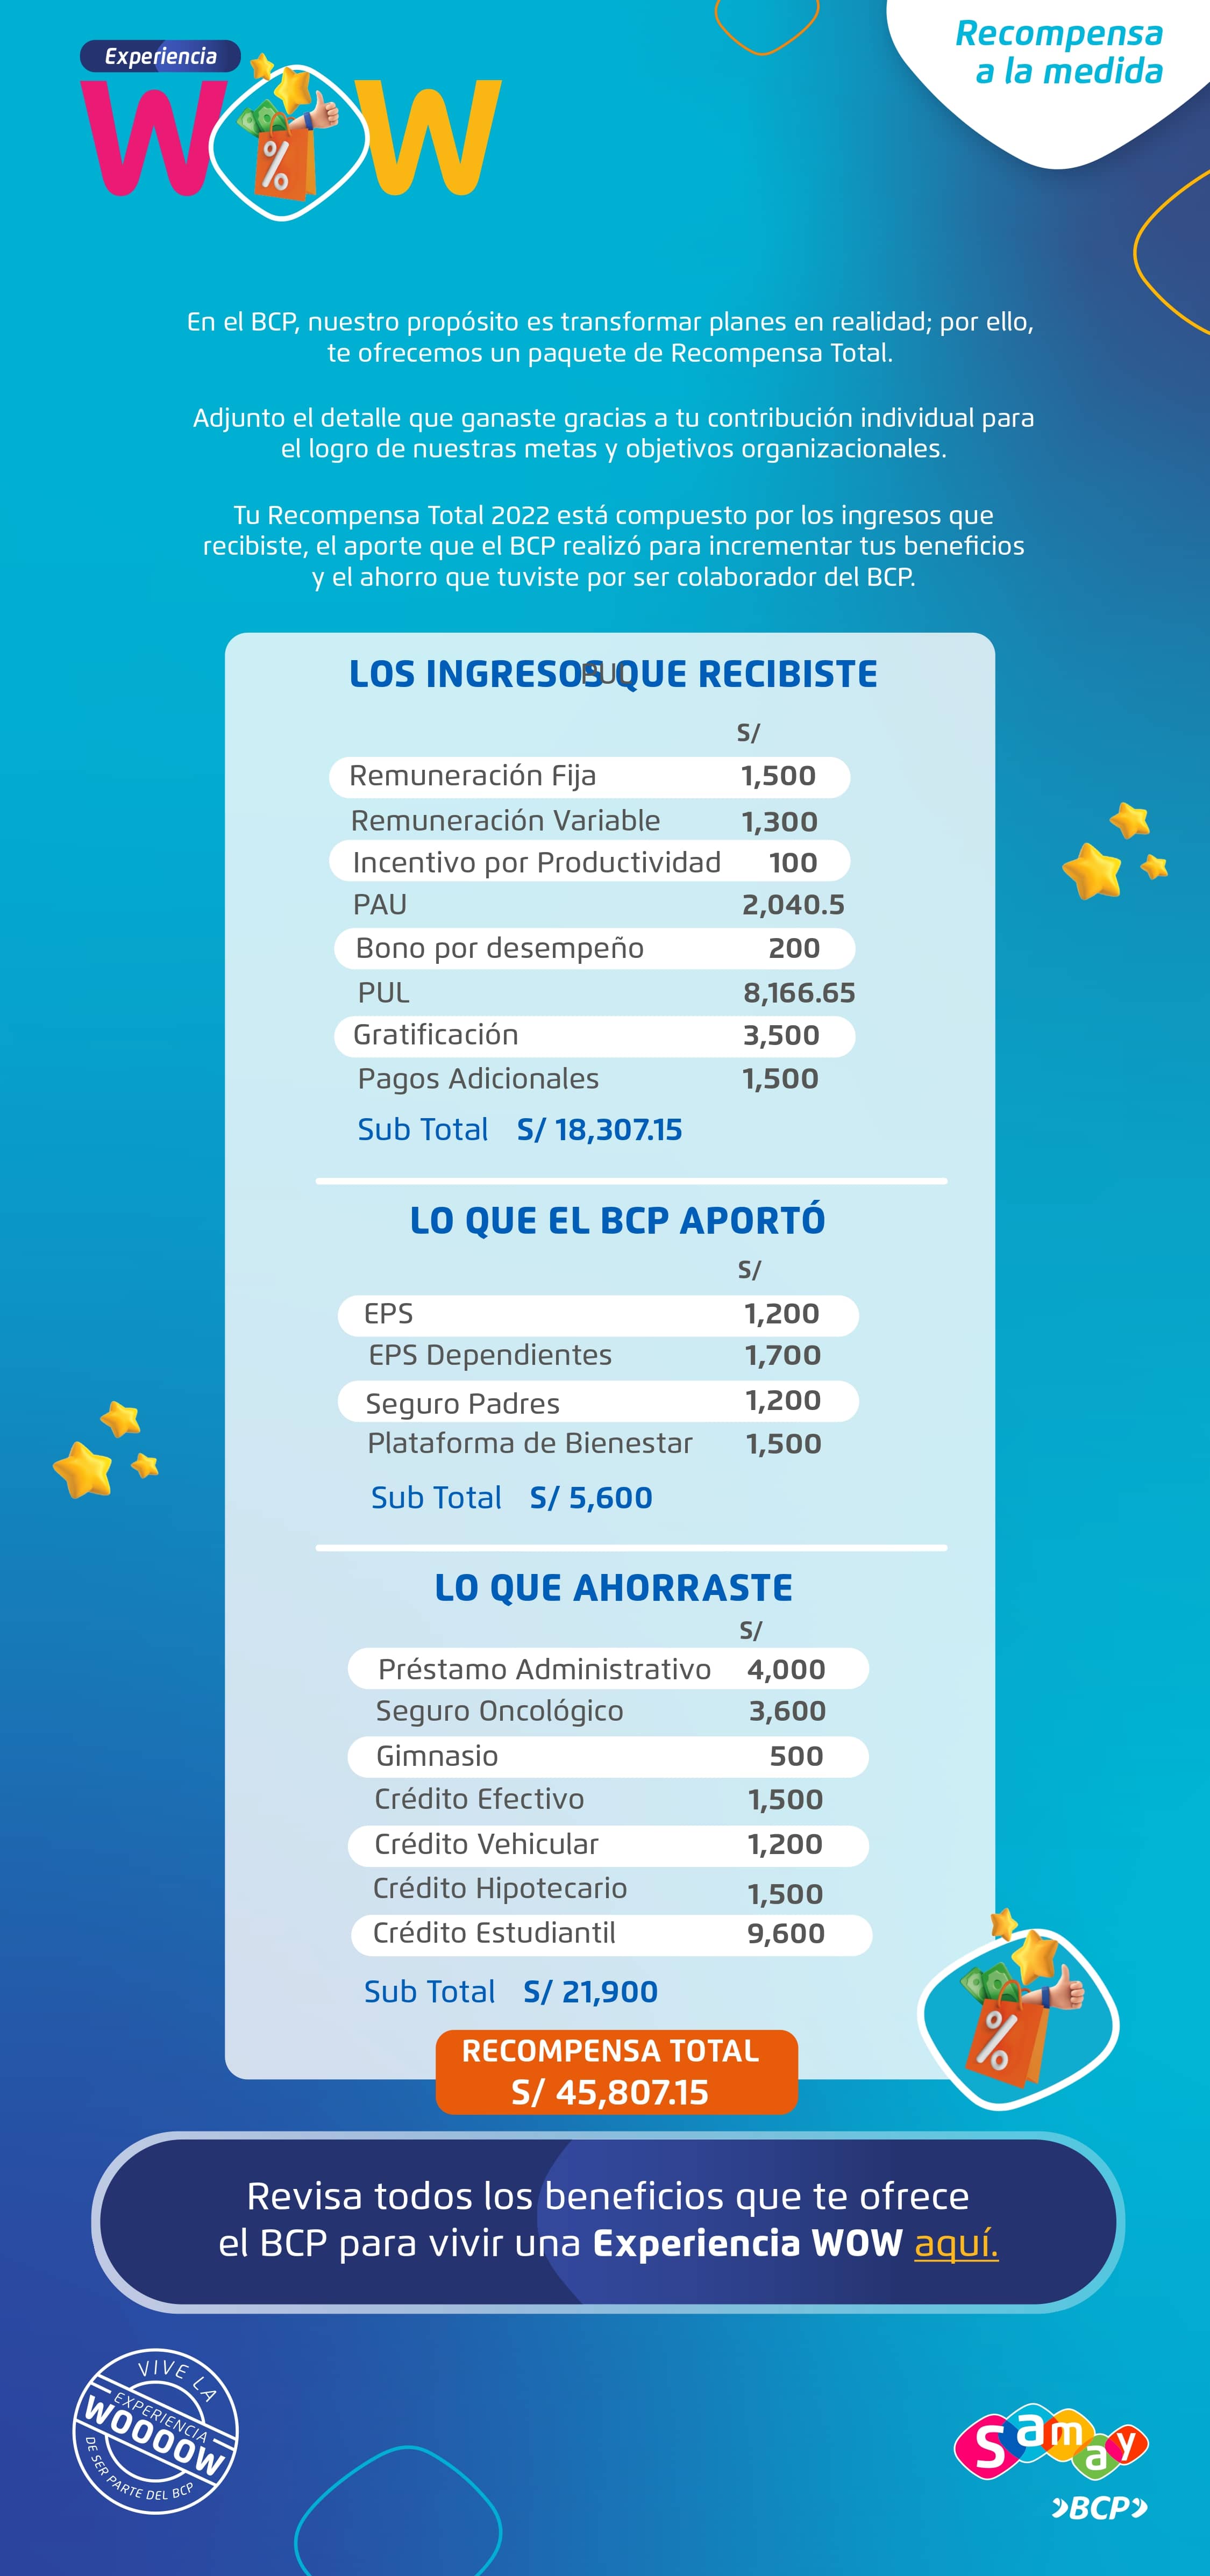 Experiencia
WOW
%
Recompensa
a la medida
En el BCP, nuestro propósito es transformar planes en realidad; por ello,
te ofrecemos un paquete de Recompensa Total.
Adjunto el detalle que ganaste gracias a tu contribución individual para
el logro de nuestras metas y objetivos organizacionales.
Tu Recompensa Total 2022 está compuesto por los ingresos que
recibiste, el aporte que el BCP realizó para incrementar tus beneficios
y el ahorro que tuviste por ser colaborador del BCP.
LOS INGRESOS QUE RECIBISTE
PUL
S/
Remuneración Fija 1,500
Remuneración Variable 1,300
Incentivo por Productividad 100
PAU 2,040.5
Bono por desempeño 200
PUL 8,166.65
Gratificación 3,500
Pagos Adicionales 1,500
Sub Total S/ 18,307.15
LO QUE EL BCP APORTÓ
S/
EPS 1,200
EPS Dependientes 1,700
Seguro Padres 1,200
Plataforma de Bienestar 1,500
Sub Total S/ 5,600
LO QUE AHORRASTE
S/
Préstamo Administrativo 4,000
Seguro Oncológico 3,600
Gimnasio 500
Crédito Efectivo 1,500
Crédito Vehicular 1,200
Crédito Hipotecario 1,500
Crédito Estudiantil 9,600
Sub Total S/ 21,900
%
RECOMPENSA TOTAL
S/ 45,807.15
Revisa todos los beneficios que te ofrece
el BCP para vivir una Experiencia WOW aquí.
VIVE LA
EXPERIENCIA
WOOOOW
DE SER PARTE DEL BCP
Samay
BCP